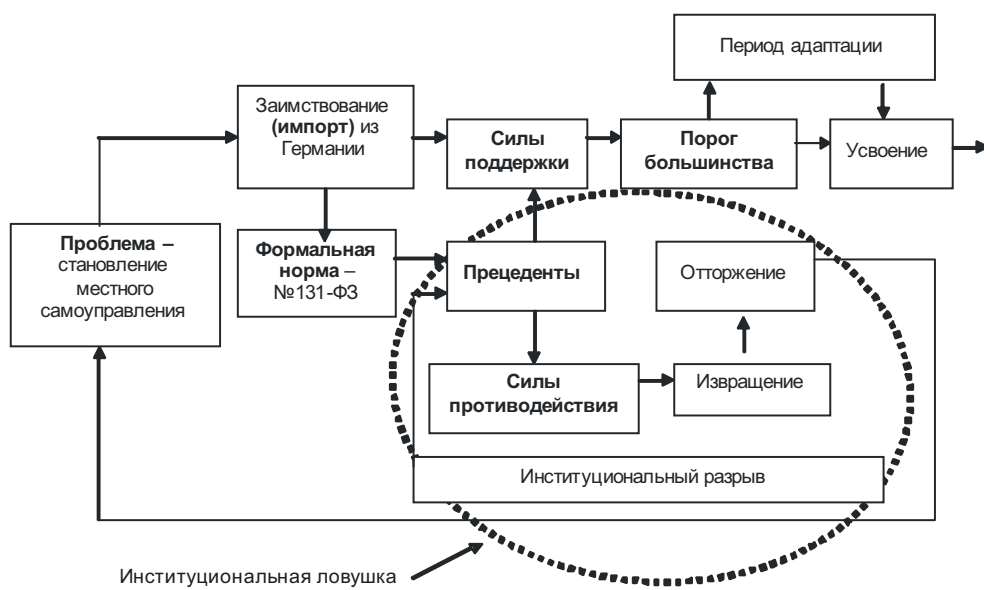 Период адаптации
Заимствование
(импорт) из
Германии
Силы
поддержки
Порог
большинства
Усвоение
Проблема –
становление
местного
самоуправления
Формальная
норма –
№131-ФЗ
Прецеденты
Отторжение
Силы
противодействия
Извращение
Институциональный разрыв
Институциональная ловушка